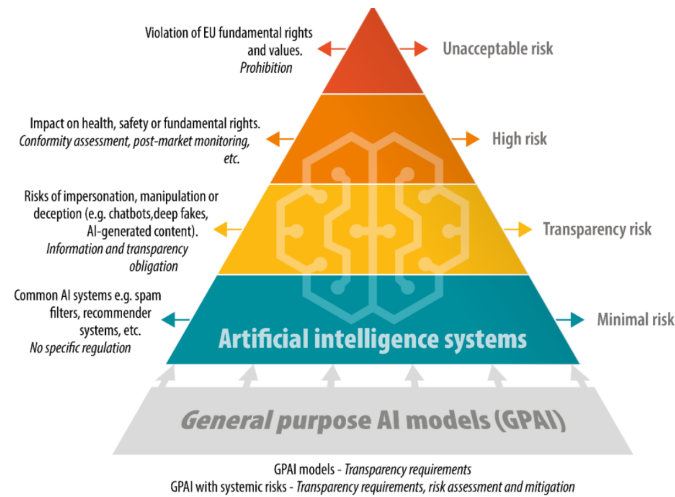 Violation of EU fundamental rights
and values.
Prohibition
Unacceptable risk
Impact on health, safety or fundamental rights.
Conformity assessment, post-market monitoring,
etc.
High risk
Risks of impersonation, manipulation or
deception (e.g. chatbots,deep fakes,
AI-generated content).
Information and transparency
obligation
Transparency risk
Common AI systems e.g. spam
filters, recommender
systems, etc.
No specific regulation
Minimal risk
Artificial intelligence systems
General purpose AI models (GPAI)
GPAI models - Transparency requirements
GPAI with systemic risks - Transparency requirements, risk assessment and mitigation